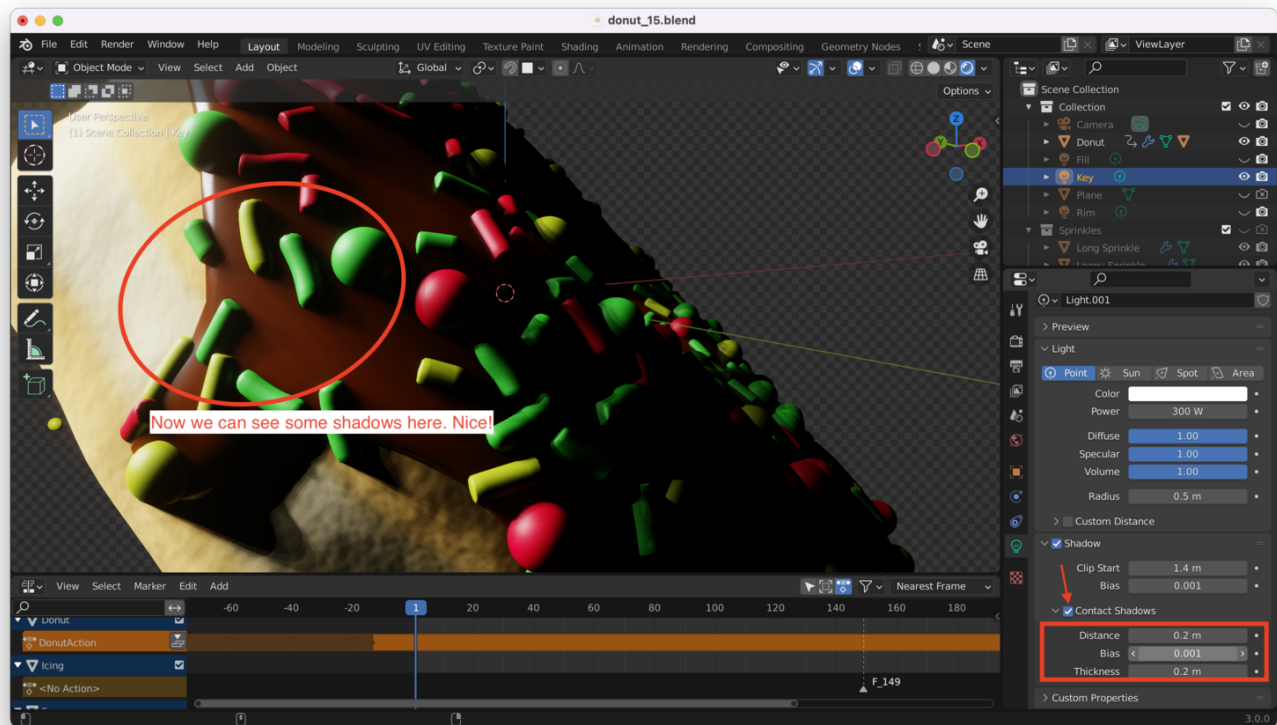 donut_15.blend
File Edit Render Window Help Layout Modeling Sculpting UV Editing Texture Paint Shading Animation Rendering Compositing Geometry Nodes Scene ViewLayer
Object Mode View Select Add Object Global
Options
User Perspective
(1) Scene Collection | Key
Z
Now we can see some shadows here. Nice!
Scene Collection
Collection
Camera
Donut
Fill
Key
Plane
Rim
Sprinkles
Long Sprinkle
Light.001
Preview
Light
Point Sun Spot Area
Color
Power 300 W
Diffuse 1.00
Specular 1.00
Volume 1.00
Radius 0.5 m
Custom Distance
Shadow
Clip Start 1.4 m
Bias 0.001
Contact Shadows
Distance 0.2 m
Bias 0.001
Thickness 0.2 m
Custom Properties
View Select Marker Edit Add Nearest Frame
-60 -40 -20 1 20 40 60 80 100 120 140 160 180
Donut
DonutAction
Icing
<No Action>
F_149
3.0.0